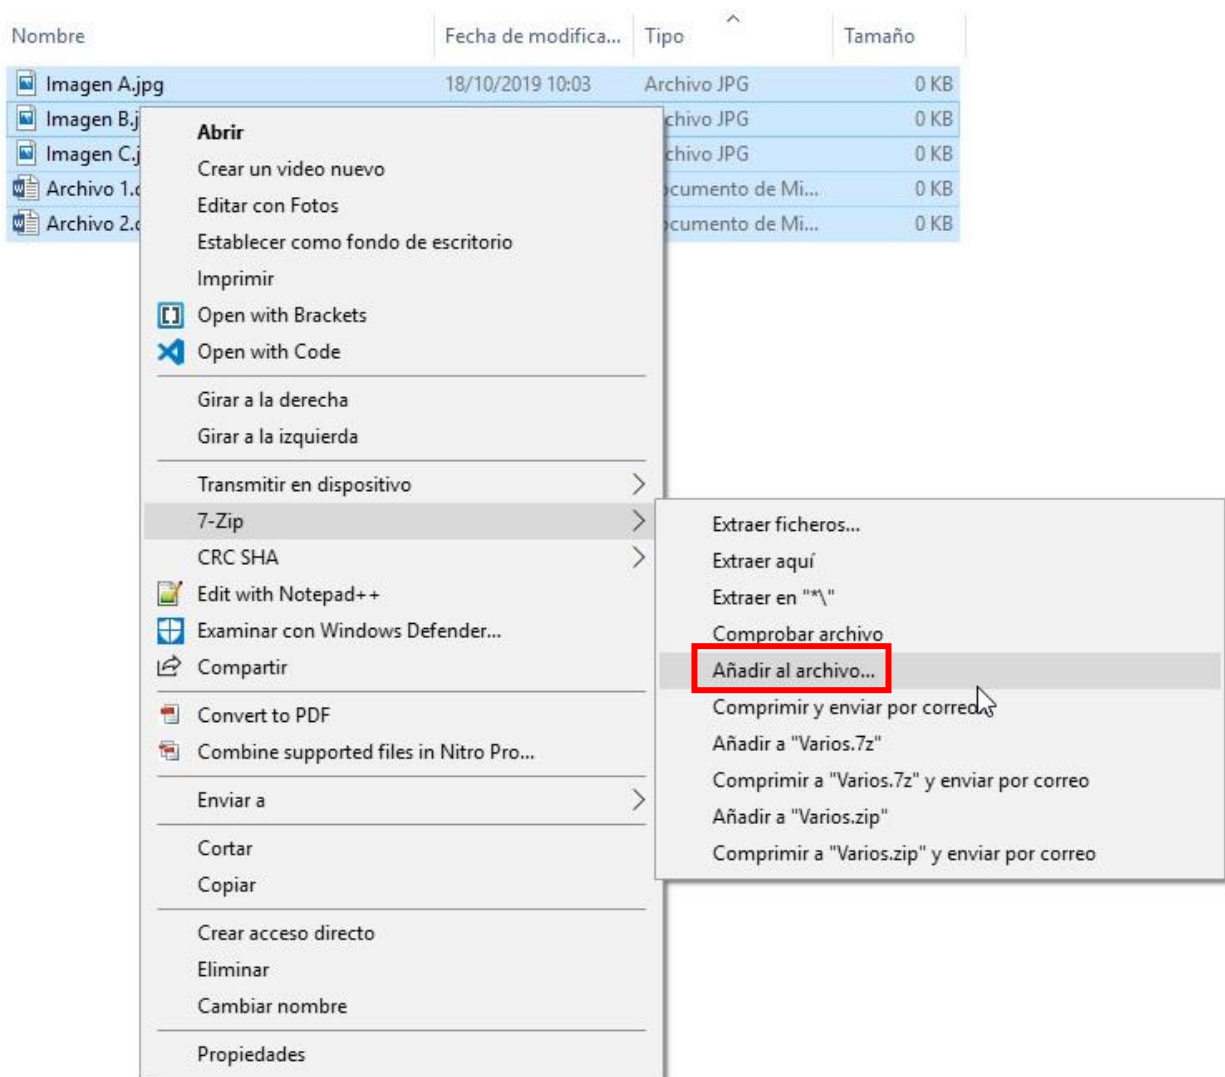 Nombre Fecha de modifica... Tipo Tamaño
Imagen A.jpg 18/10/2019 10:03 Archivo JPG 0 KB
Imagen B.j chivo JPG 0 KB
Imagen C.j chivo JPG 0 KB
Archivo 1. ocumento de Mi... 0 KB
Archivo 2. ocumento de Mi... 0 KB
Abrir
Crear un video nuevo
Editar con Fotos
Establecer como fondo de escritorio
Imprimir
Open with Brackets
Open with Code
Girar a la derecha
Girar a la izquierda
Transmitir en dispositivo
7-Zip
CRC SHA
Edit with Notepad++
Examinar con Windows Defender...
Compartir
Convert to PDF
Combine supported files in Nitro Pro...
Enviar a
Cortar
Copiar
Crear acceso directo
Eliminar
Cambiar nombre
Propiedades
Extraer ficheros...
Extraer aquí
Extraer en "*\"
Comprobar archivo
Añadir al archivo...
Comprimir y enviar por correo...
Añadir a "Varios.7z"
Comprimir a "Varios.7z" y enviar por correo
Añadir a "Varios.zip"
Comprimir a "Varios.zip" y enviar por correo